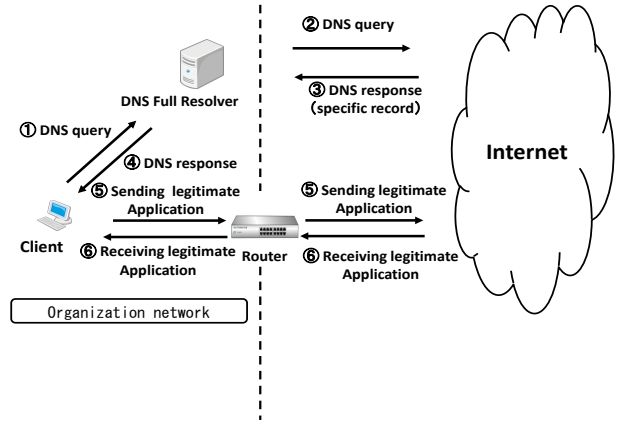 ② DNS query
③ DNS response
(specific record)
DNS Full Resolver
① DNS query
④ DNS response
Internet
⑤ Sending legitimate
Application
⑤ Sending legitimate
Application
Client
Router
⑥ Receiving legitimate
Application
⑥ Receiving legitimate
Application
Organization network